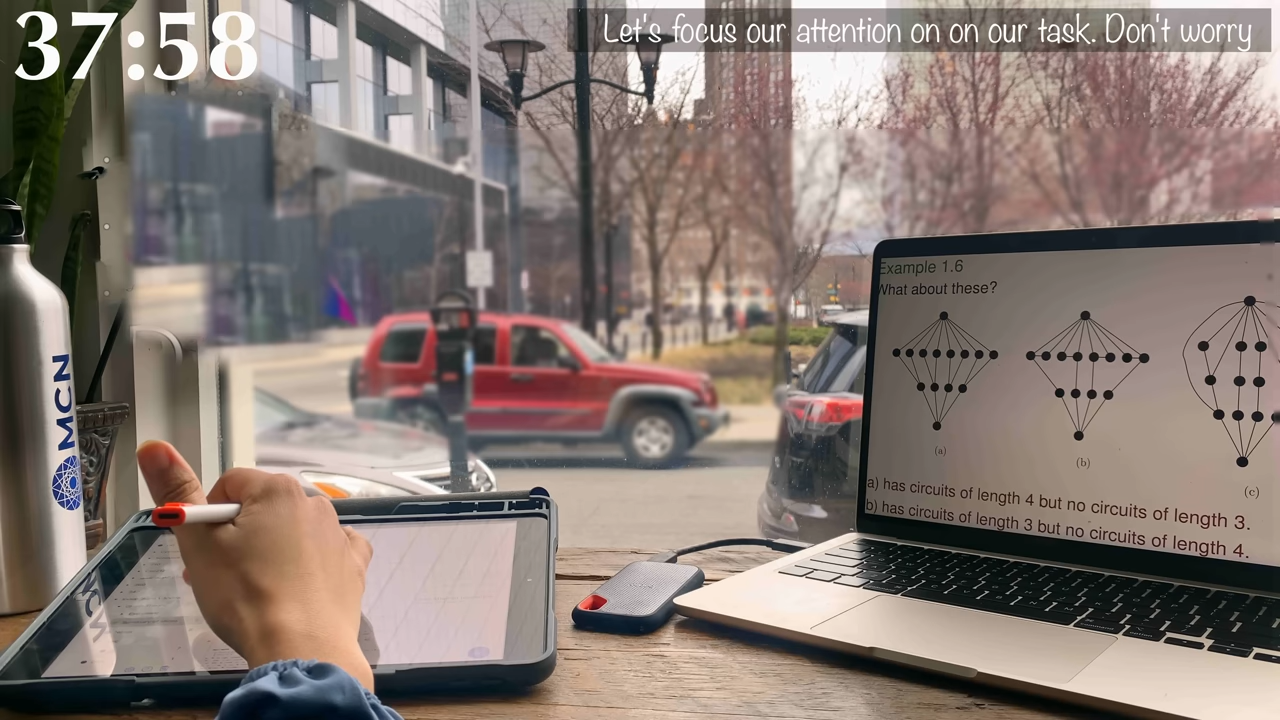 37:58
Let's focus our attention on on our task. Don't worry
MCN
Example 1.6
What about these?
(a)
(b)
(c)
a) has circuits of length 4 but no circuits of length 3.
b) has circuits of length 3 but no circuits of length 4.